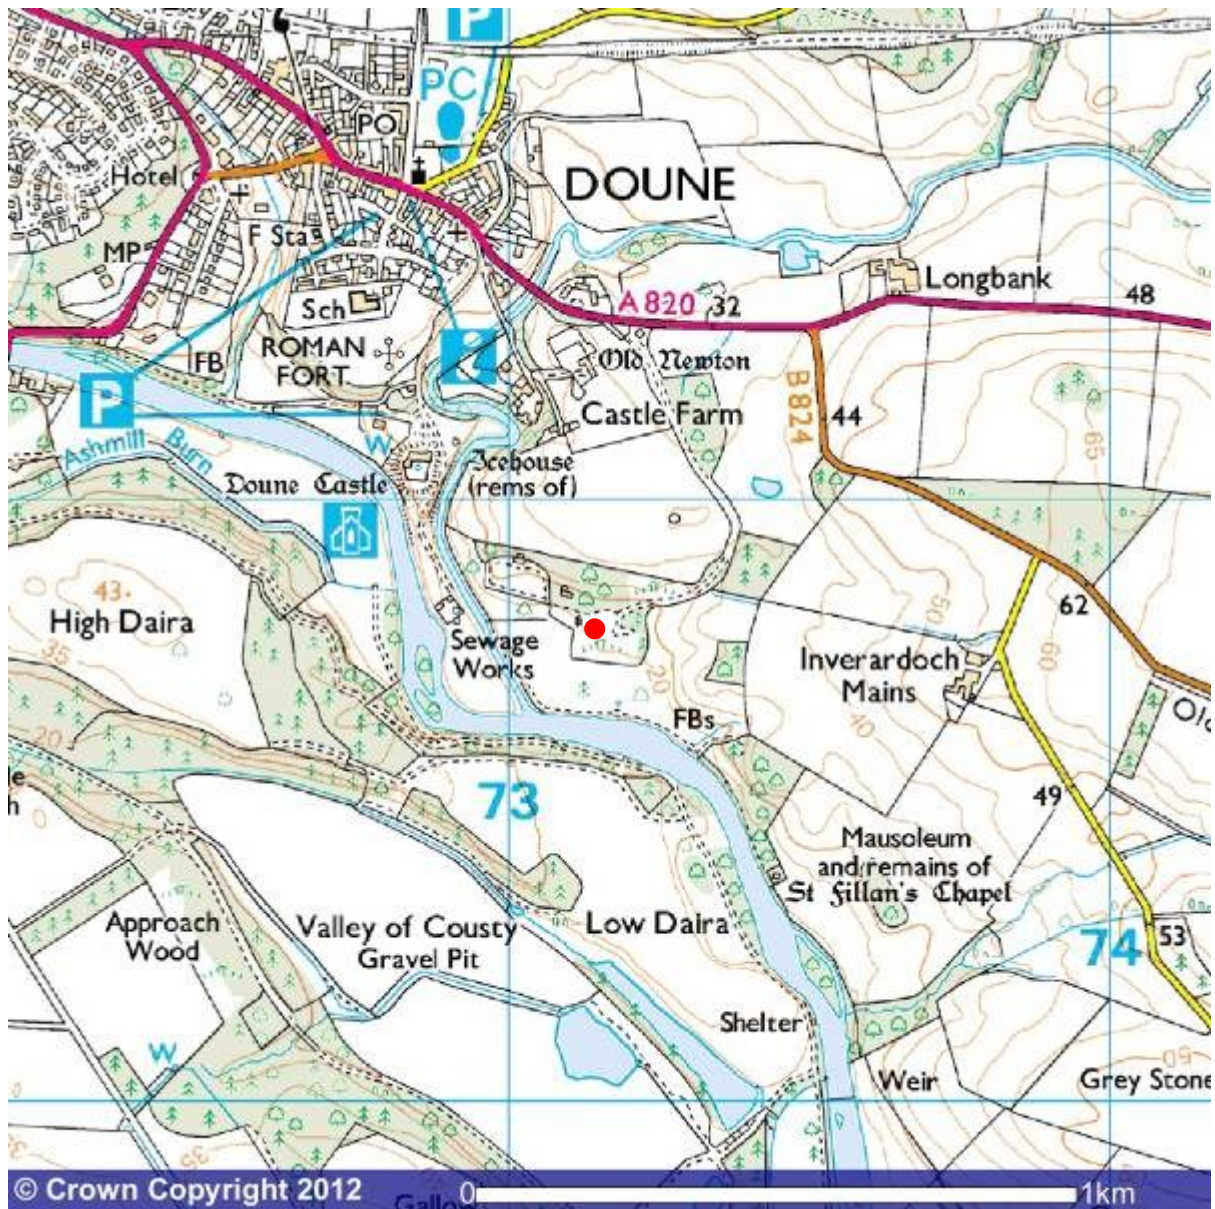 P
PC
PO
DOUNE
Hotel
F Sta
MP
Longbank
A 820
32
48
Sch
ROMAN
FORT
FB
Old Newton
P
B824
44
Castle Farm
65
Ashmill Burn
W
Icehouse
(rems of)
Doune Castle
43
High Daira
35
50
62
Sewage
Works
Inverardoch
Mains
60
20
40
FBs
20
73
49
Mausoleum
and remains of
St Fillan's Chapel
Approach
Wood
Valley of Cousty
Gravel Pit
Low Daira
74
53
Shelter
W
50
Weir
Grey Stone
35
© Crown Copyright 2012
0
1km